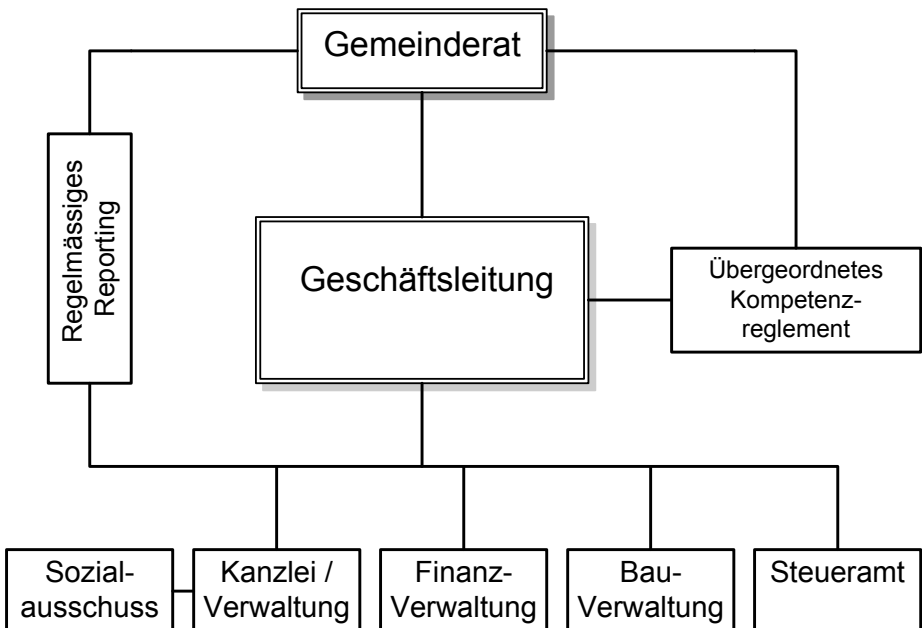 Gemeinderat
Regelmässiges
Reporting
Geschäftsleitung
Übergeordnetes
Kompetenz-
reglement
Sozial-
ausschuss
Kanzlei /
Verwaltung
Finanz-
Verwaltung
Bau-
Verwaltung
Steueramt